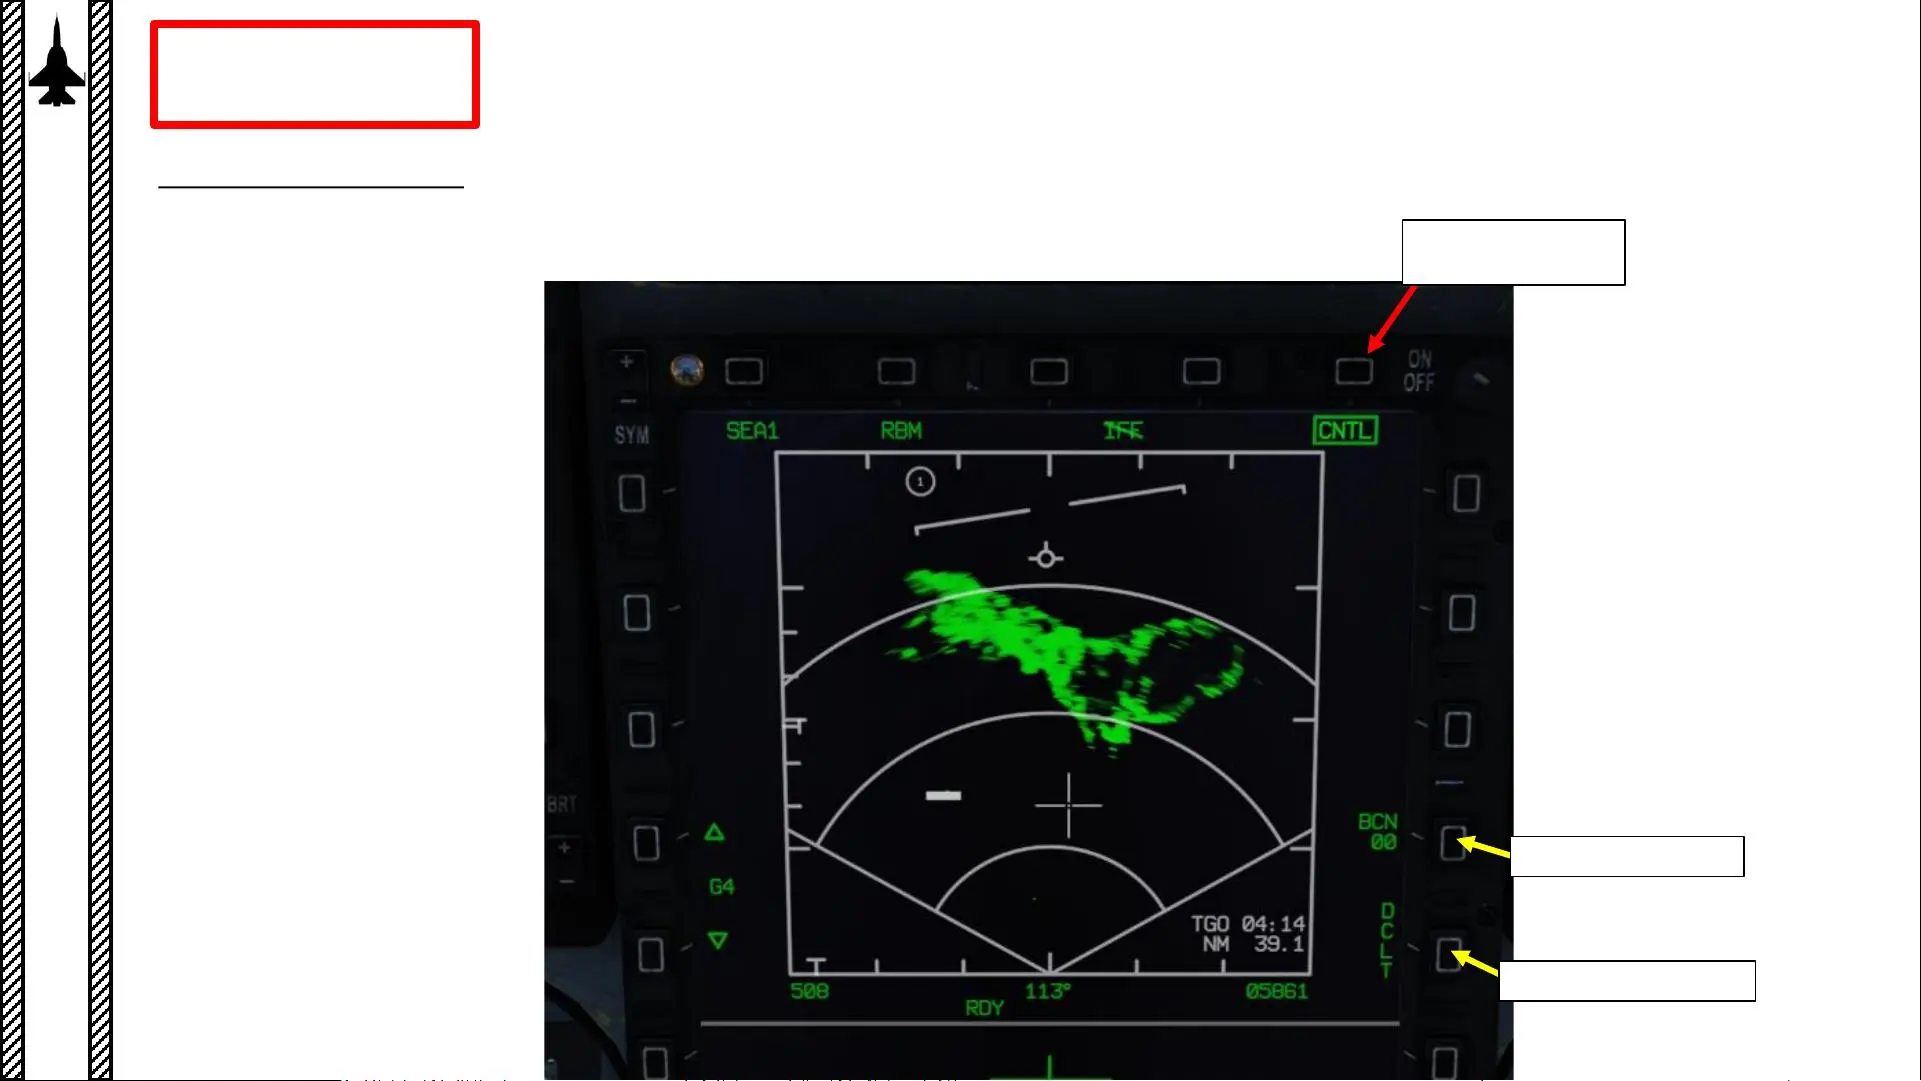 ON
OFF
SYM
SEA1 RBM IFF CNTL
1
BRT
BCN
00
G4
DCLT
TGO 04:14
NM 39.1
508 113° 05861
RDY